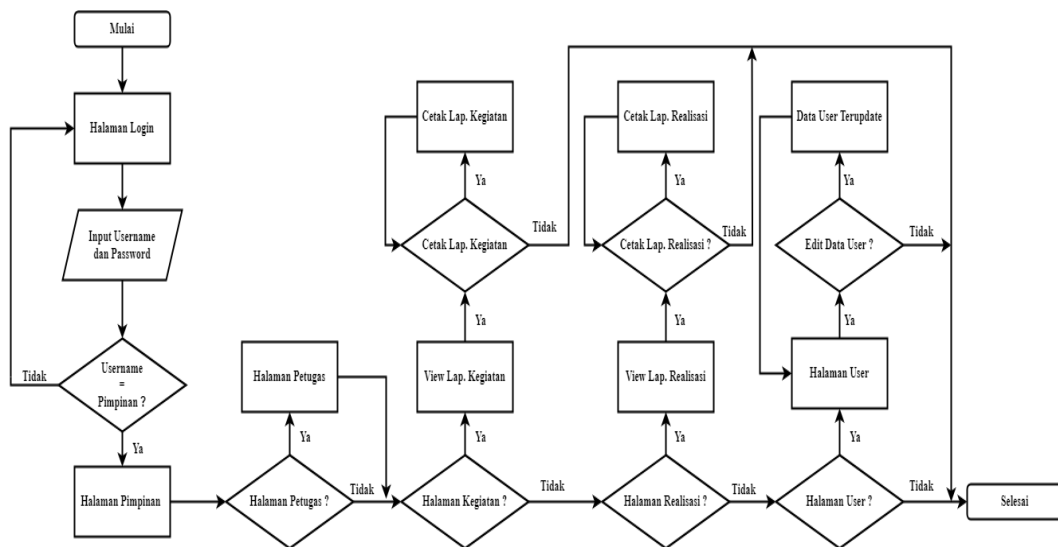 Mulai
Halaman Login
Input Username
dan Password
Username
=
Pimpinan ?
Tidak
Ya
Halaman Pimpinan
Halaman Petugas ?
Ya
Halaman Petugas
Tidak
Halaman Kegiatan ?
Ya
View Lap. Kegiatan
Ya
Cetak Lap. Kegiatan
Ya
Cetak Lap. Kegiatan
Tidak
Tidak
Halaman Realisasi ?
Ya
View Lap. Realisasi
Ya
Cetak Lap. Realisasi ?
Ya
Cetak Lap. Realisasi
Tidak
Tidak
Halaman User ?
Ya
Halaman User
Ya
Edit Data User ?
Ya
Data User Terupdate
Tidak
Tidak
Selesai